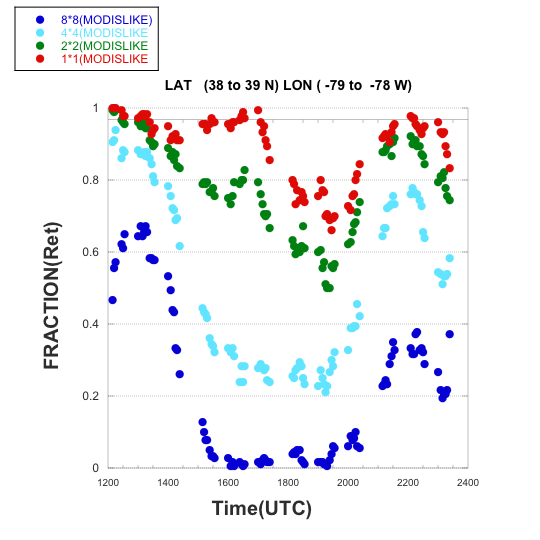 8*8(MODISLIKE)
4*4(MODISLIKE
2*2(MODISLIKE
1*1(MODISLIKE
LAT (38 to 39 N) LON ( -79 to -78 W)
1
0.8
0.6
0.4
0.2
0
FRACTION(Ret)
1200 1400 1600 1800 2000 2200 2400
Time(UTC)